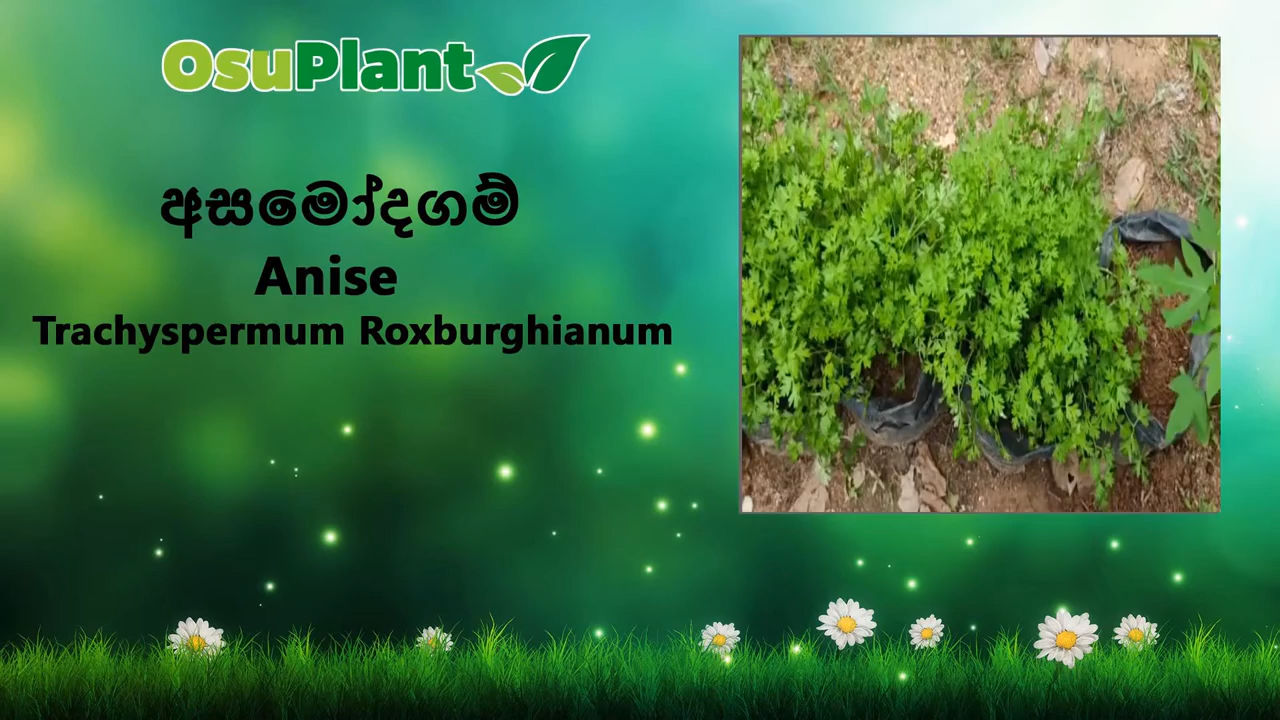 OsuPlant
අසමෝදගම්
Anise
Trachyspermum Roxburghianum